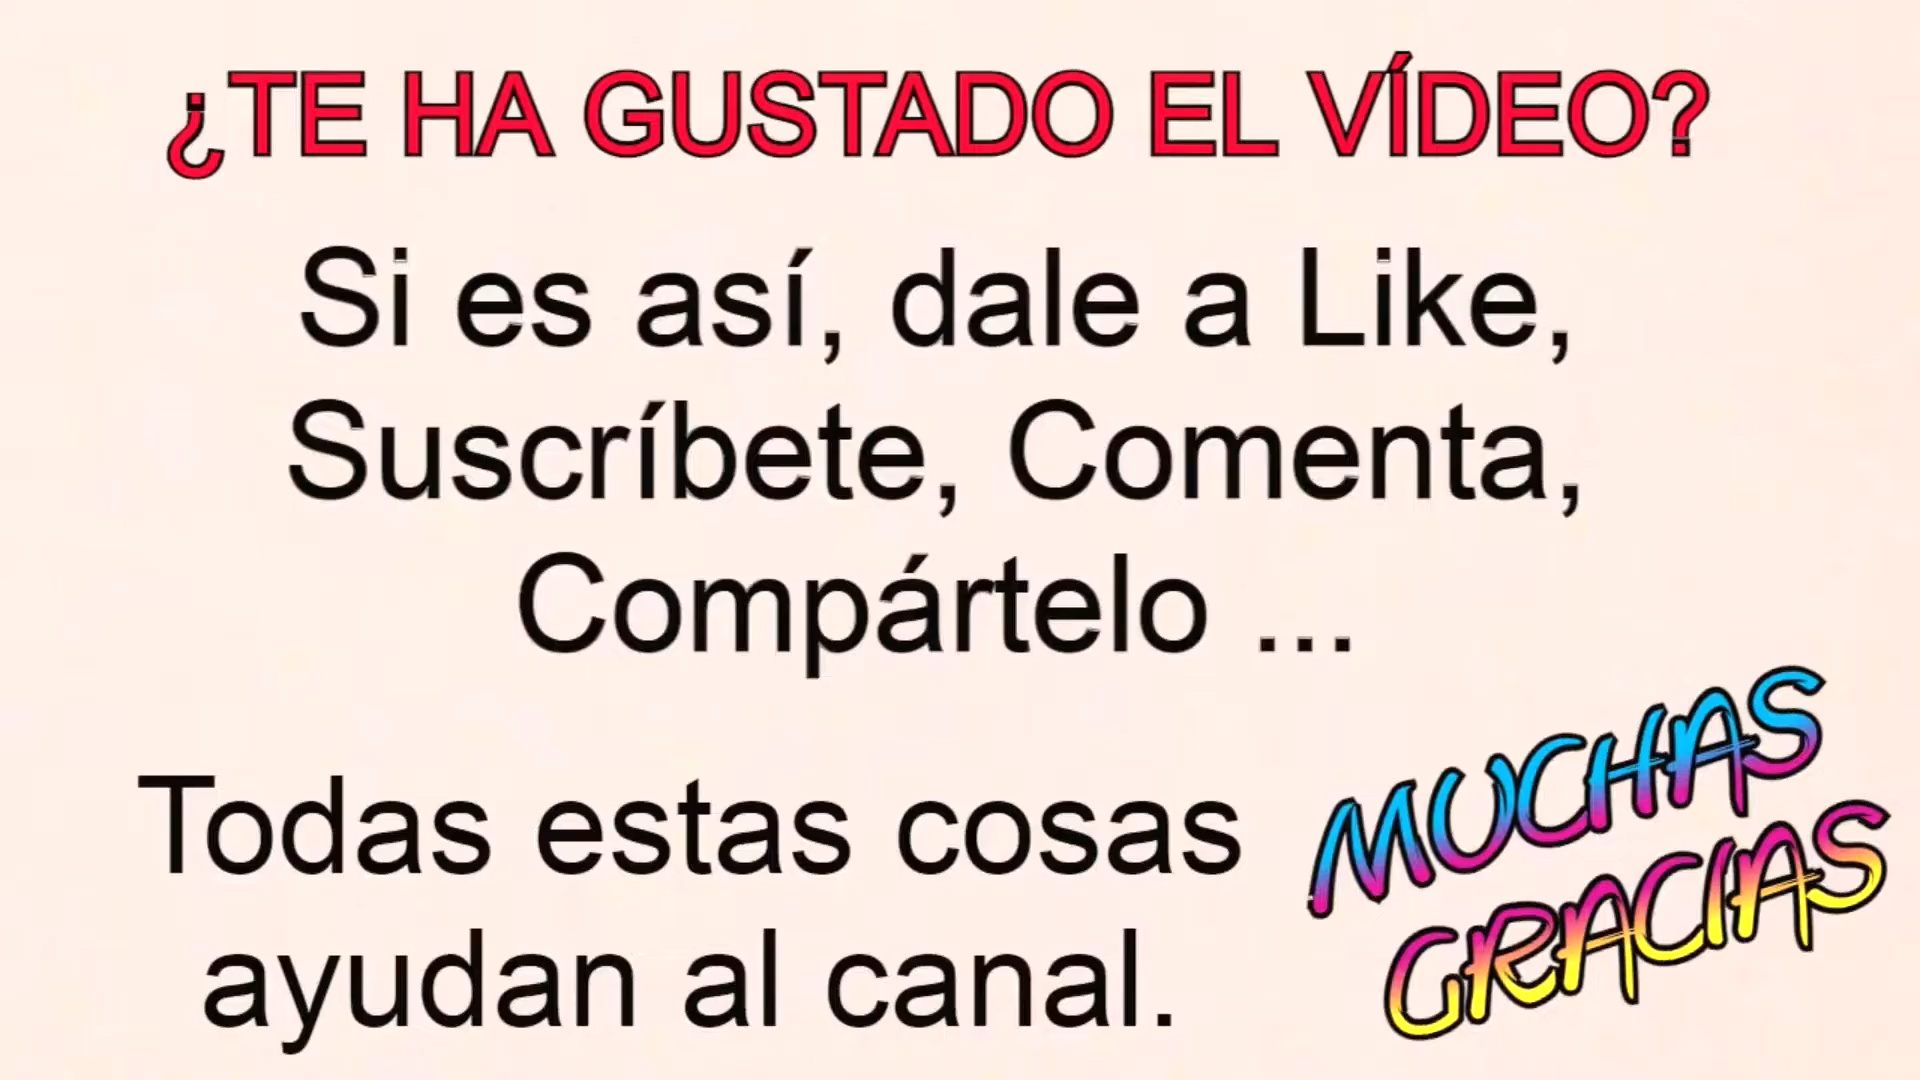 ¿TE HA GUSTADO EL VÍDEO?
Si es así, dale a Like,
Suscríbete, Comenta,
Compártelo ...
Todas estas cosas
ayudan al canal.
MUCHAS
GRACIAS